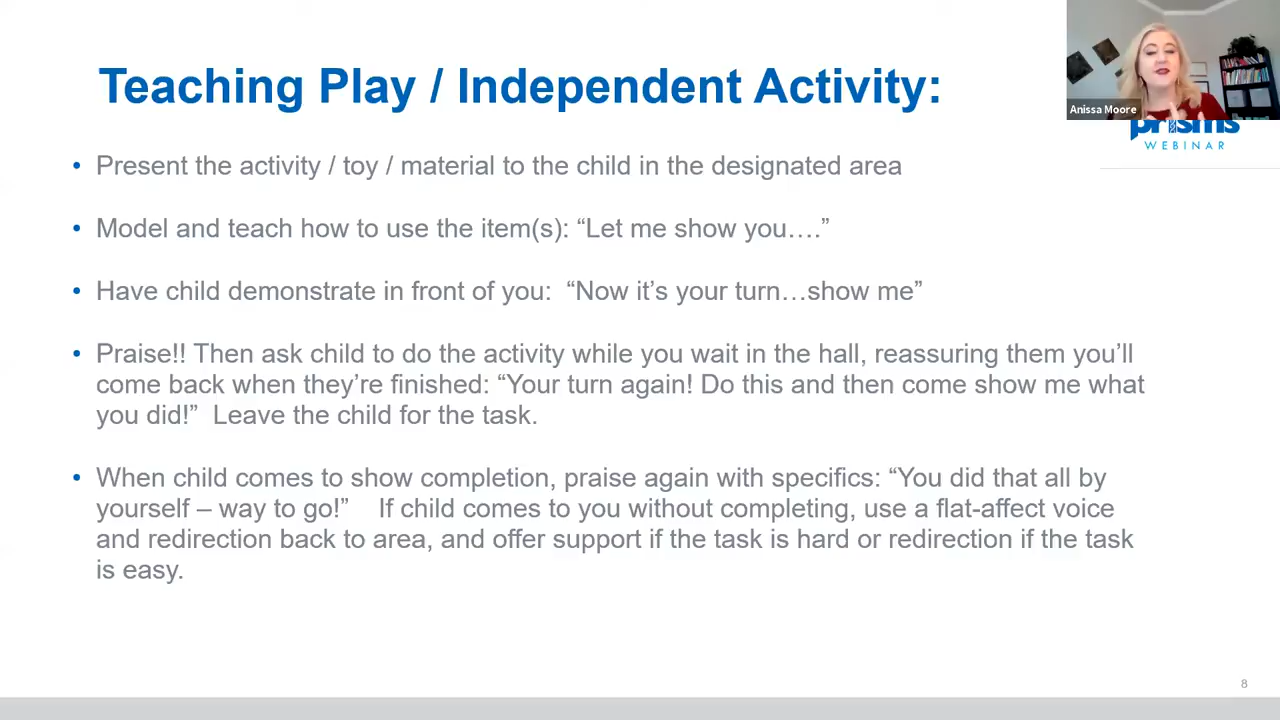 Teaching Play / Independent Activity:
Anissa Moore
prisms
WEBINAR
• Present the activity / toy / material to the child in the designated area
• Model and teach how to use the item(s): “Let me show you….”
• Have child demonstrate in front of you:  “Now it’s your turn…show me”
• Praise!! Then ask child to do the activity while you wait in the hall, reassuring them you’ll
come back when they’re finished: “Your turn again! Do this and then come show me what
you did!”  Leave the child for the task.
• When child comes to show completion, praise again with specifics: “You did that all by
yourself – way to go!”    If child comes to you without completing, use a flat-affect voice
and redirection back to area, and offer support if the task is hard or redirection if the task
is easy.
8